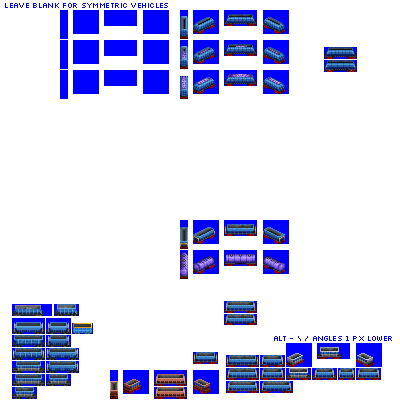 LEAVE BLANK FOR SYMMETRIC VEHICLES
ALT - \ / ANGLES 1 PX LOWER